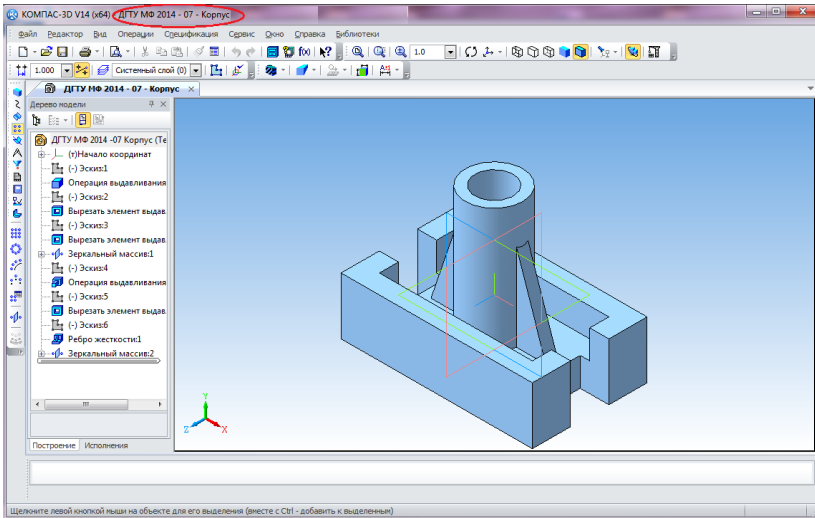 КОМПАС-3D V14 (x64) - ДГТУ МФ 2014 - 07 - Корпус
Файл Редактор Вид Операции Спецификация Сервис Окно Справка Библиотеки
1.0
1.000 Системный слой (0)
ДГТУ МФ 2014 - 07 - Корпус
Дерево модели
ДГТУ МФ 2014 -07 Корпус (Те
(т)Начало координат
(-) Эскиз:1
Операция выдавливания
(-) Эскиз:2
Вырезать элемент выдав
(-) Эскиз:3
Вырезать элемент выдав
Зеркальный массив:1
(-) Эскиз:4
Операция выдавливания
(-) Эскиз:5
Вырезать элемент выдав
(-) Эскиз:6
Ребро жесткости:1
Зеркальный массив:2
Y
Z X
Построение Исполнения
Щелкните левой кнопкой мыши на объекте для его выделения (вместе с Ctrl - добавить к выделенным)